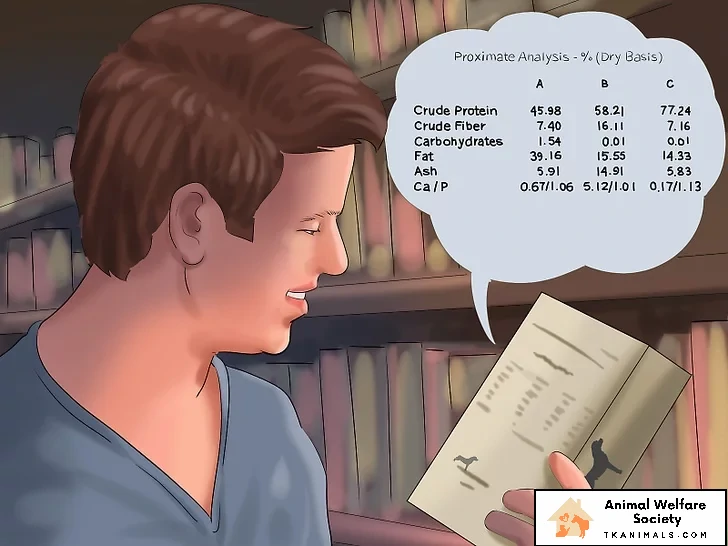 Proximate Analysis - % (Dry Basis)
A B C
Crude Protein 45.98 58.21 77.24
Crude Fiber 7.40 16.11 7.16
Carbohydrates 1.54 0.01 0.01
Fat 39.16 15.55 14.33
Ash 5.91 14.91 5.83
Ca/P 0.67/1.06 5.12/1.01 0.17/1.13
Animal Welfare
Society
TKANIMALS.COM